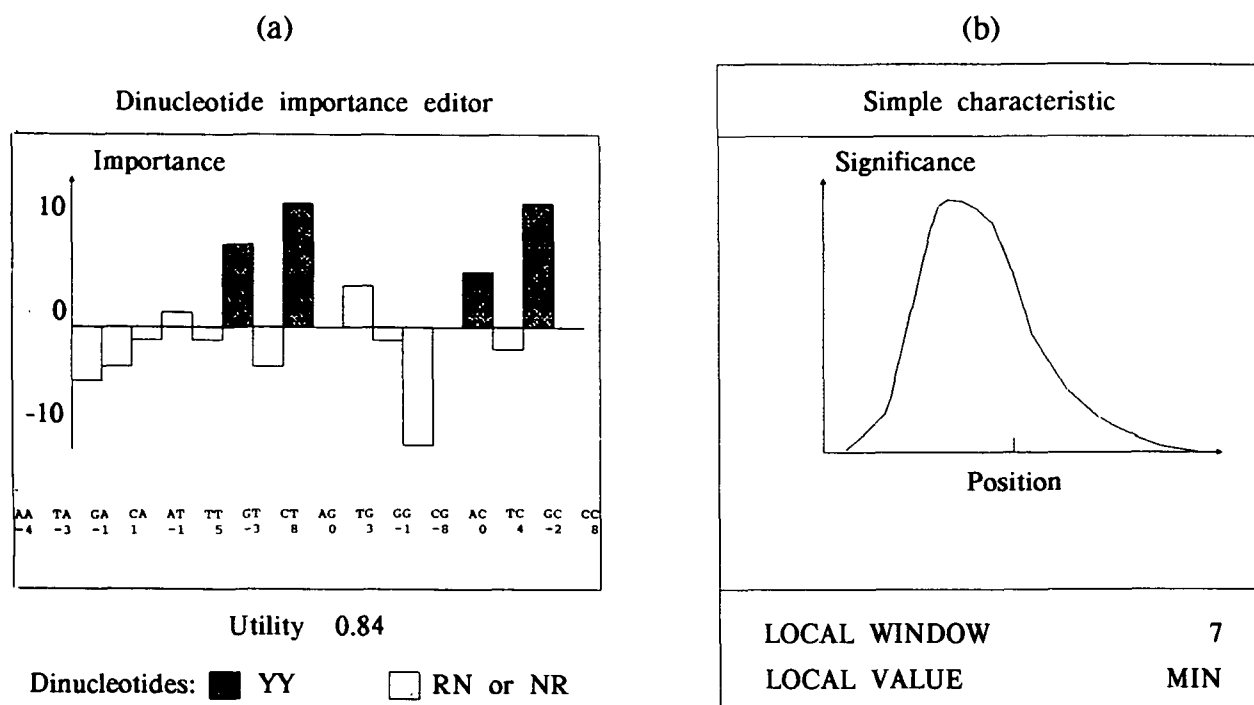 (a)
Dinucleotide importance editor
Importance
10
0
-10
AA TA GA CA AT TT GT CT AG TG GG CG AC TC GC CC
-4 -3 -1 1 -1 5 -3 8 0 3 -1 -8 0 4 -2 8
Utility 0.84
Dinucleotides: YY RN or NR
(b)
Simple characteristic
Significance
Position
LOCAL WINDOW 7
LOCAL VALUE MIN